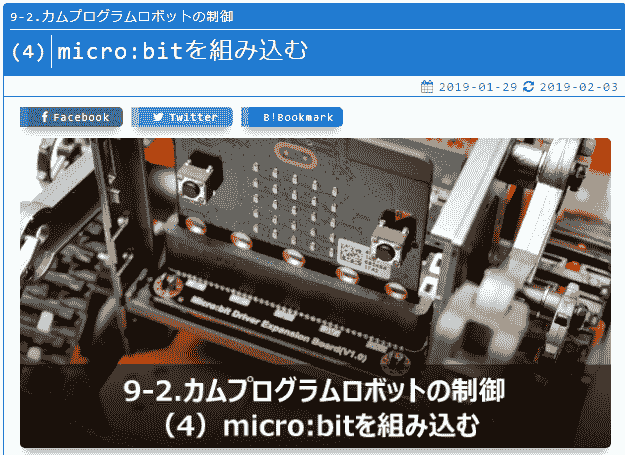 9-2.カムプログラムロボットの制御
(4) micro:bitを組み込む
2019-01-29 2019-02-03
Facebook Twitter B!Bookmark
Micro:bit Driver Expansion Board(V1.0)
9-2.カムプログラムロボットの制御
（4）micro:bitを組み込む